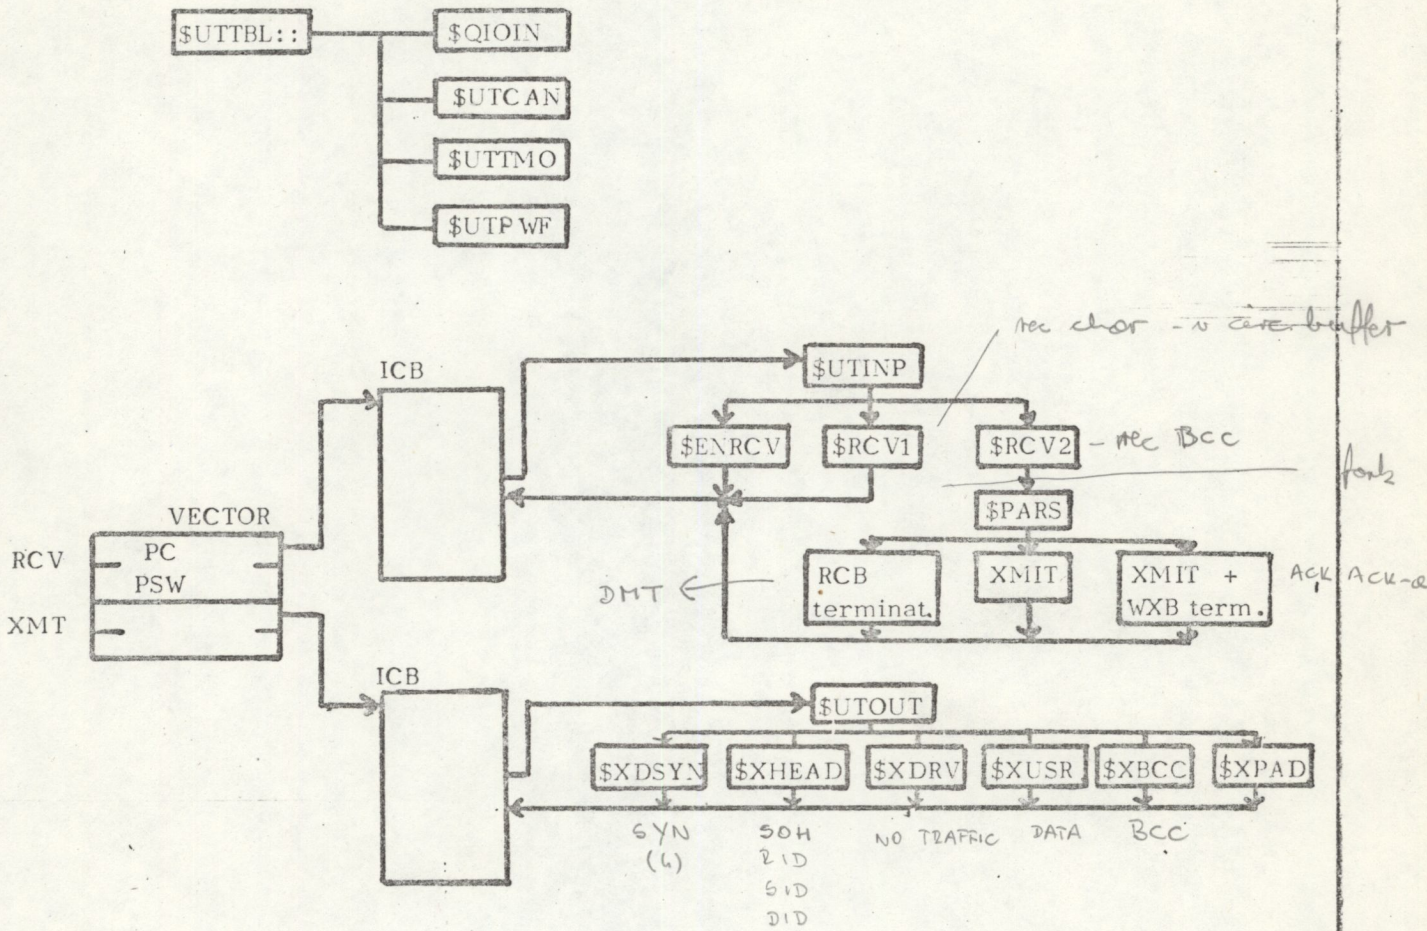 $UTTBL::
$QIOIN
$UTCAN
$UTTMO
$UTPWF
rec char - buffer
ICB
$UTINP
$ENRCV
$RCV1
$RCV2
- rec BCC
fork
$PARS
VECTOR
RCV
PC
PSW
XMT
DMT
RCB
terminat.
XMIT
XMIT +
WXB term.
ACK
ICB
$UTOUT
$XDSYN
$XHEAD
$XDRV
$XUSR
$XBCC
$XPAD
SYN
(4)
SOH
RID
SID
DID
NO TRAFFIC
DATA
BCC